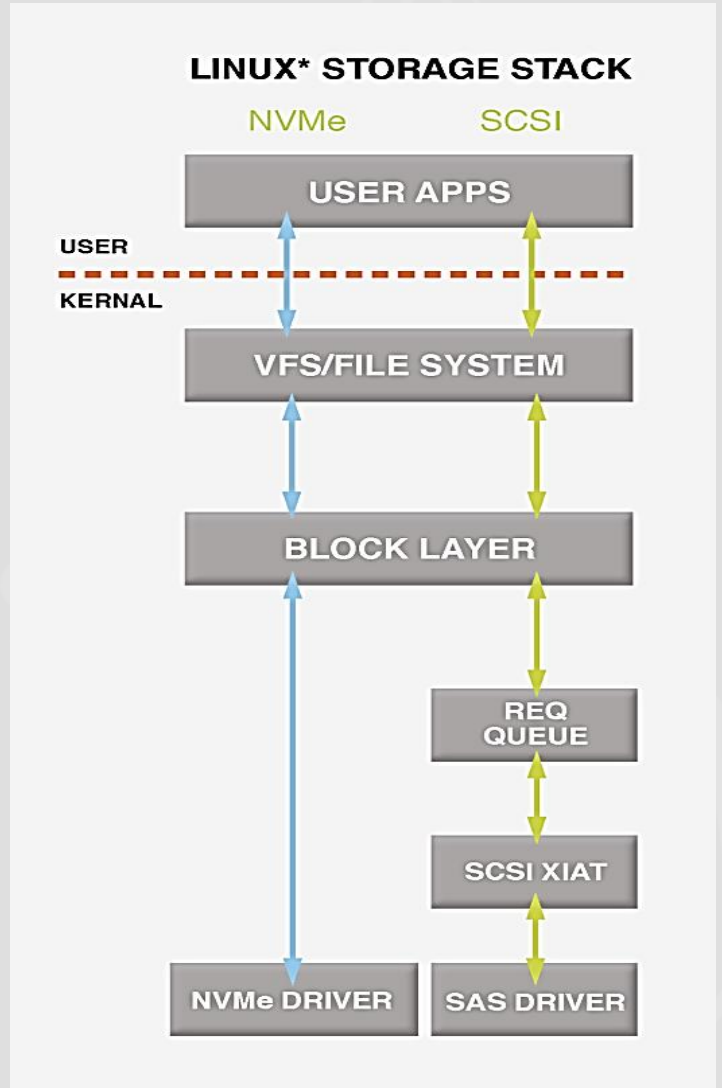 LINUX* STORAGE STACK
NVMe SCSI
USER APPS
USER
KERNAL
VFS/FILE SYSTEM
BLOCK LAYER
REQ
QUEUE
SCSI XIAT
NVMe DRIVER
SAS DRIVER